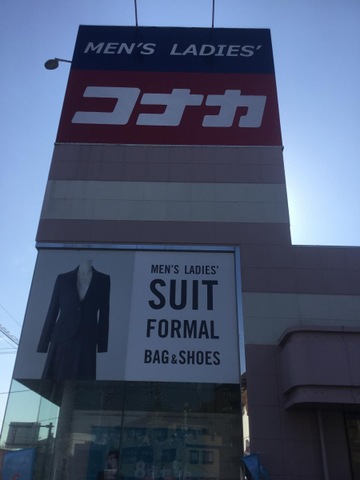 MEN'S LADIES'
コナカ
MEN'S LADIES'
SUIT
FORMAL
BAG & SHOES